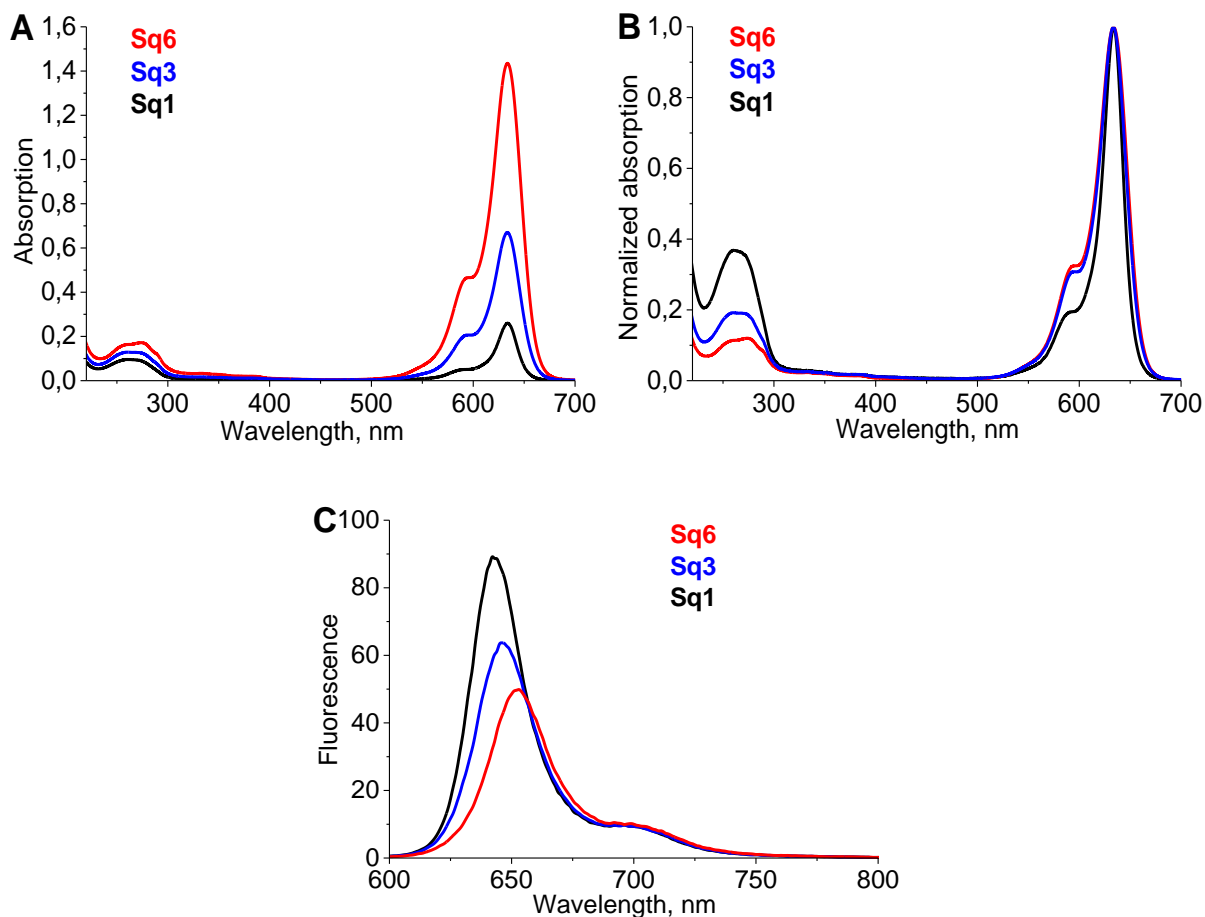 A
Sq6
Sq3
Sq1
1,6
1,4
1,2
1,0
0,8
0,6
0,4
0,2
0,0
Absorption
300 400 500 600 700
Wavelength, nm
B
Sq6
Sq3
Sq1
1,0
0,8
0,6
0,4
0,2
0,0
Normalized absorption
300 400 500 600 700
Wavelength, nm
C
Sq6
Sq3
Sq1
100
80
60
40
20
0
Fluorescence
600 650 700 750 800
Wavelength, nm